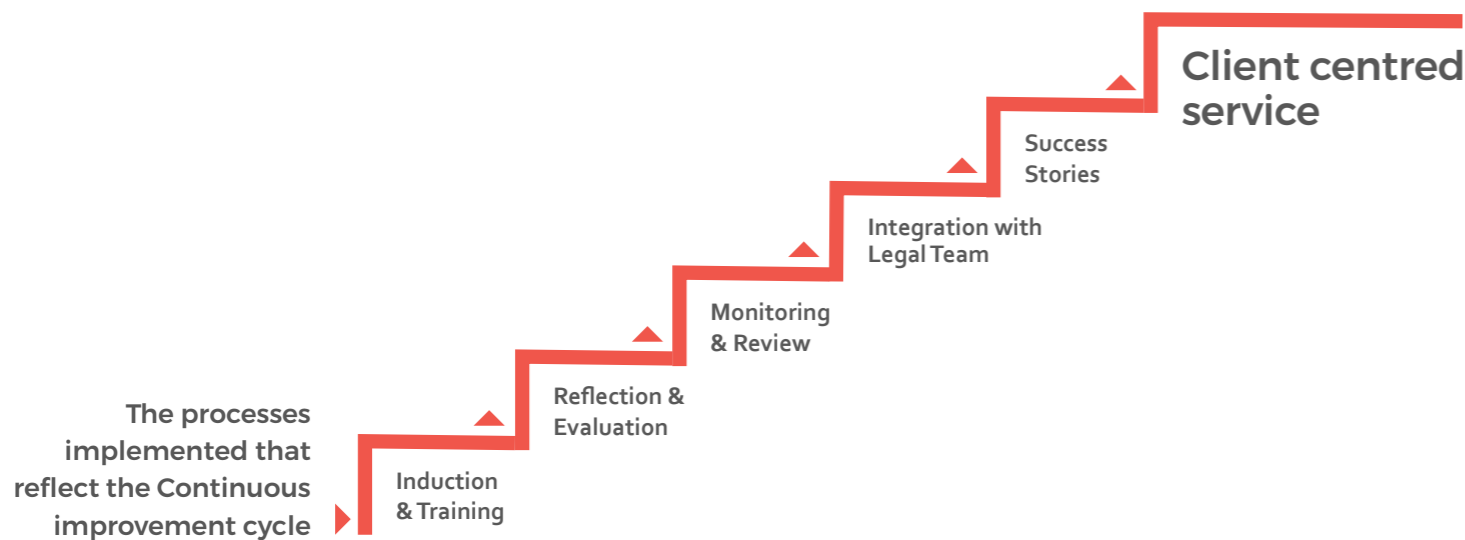 The processes
implemented that
reflect the Continuous
improvement cycle
Induction
& Training
Reflection &
Evaluation
Monitoring
& Review
Integration with
Legal Team
Success
Stories
Client centred
service